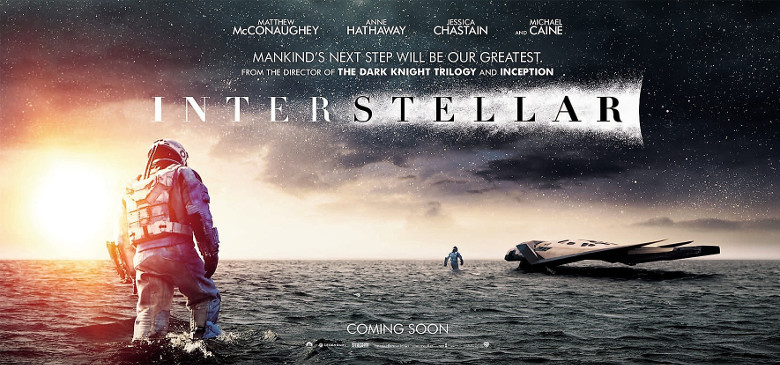 MATTHEW McCONAUGHEY
ANNE HATHAWAY
JESSICA CHASTAIN
MICHAEL CAINE
MANKIND'S NEXT STEP WILL BE OUR GREATEST.
FROM THE DIRECTOR OF THE DARK KNIGHT TRILOGY AND INCEPTION
INTERSTELLAR
COMING SOON